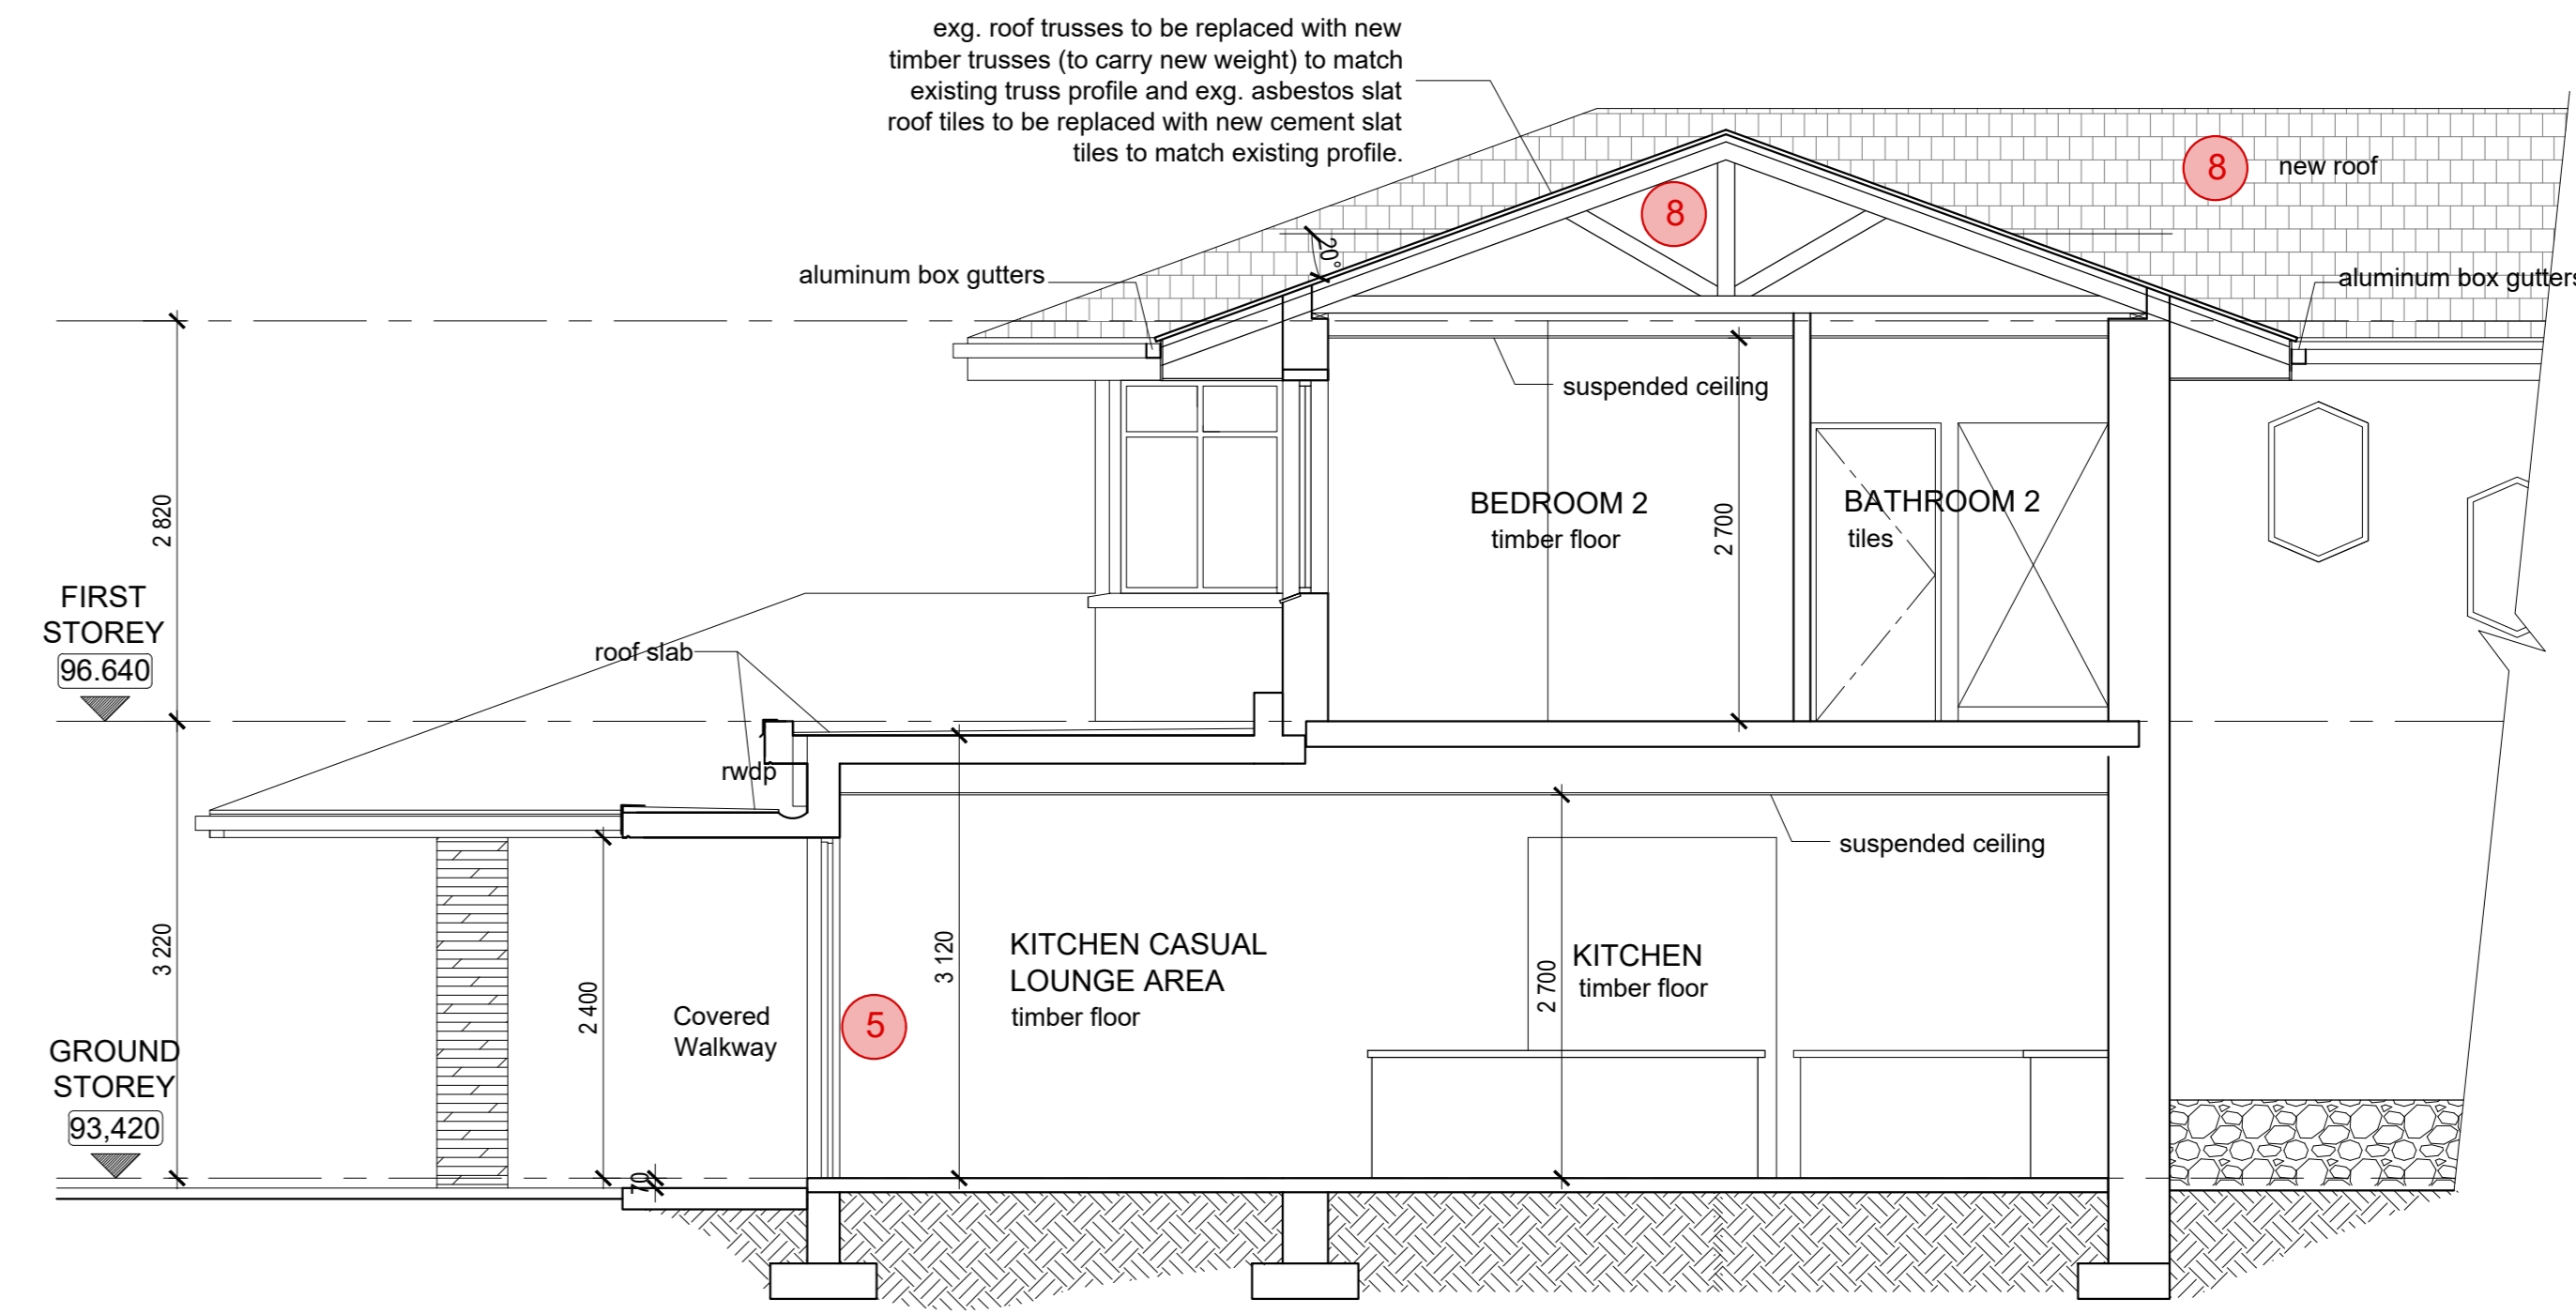 exg. roof trusses to be replaced with new
timber trusses (to carry new weight) to match
existing truss profile and exg. asbestos slat
roof tiles to be replaced with new cement slat
tiles to match existing profile.
8
new roof
8
20°
aluminum box gutters
aluminum box gutters
suspended ceiling
2 820
BEDROOM 2
timber floor
2 700
BATHROOM 2
tiles
FIRST
STOREY
96.640
roof slab
rwdp
suspended ceiling
3 220
2 400
3 120
KITCHEN CASUAL
LOUNGE AREA
timber floor
2 700
KITCHEN
timber floor
Covered
Walkway
5
GROUND
STOREY
93,420
70